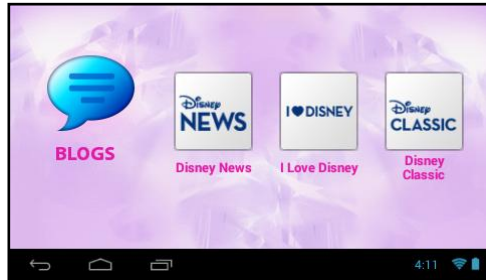 BLOGS
Disney
NEWS
Disney News
I ♥ DISNEY
I Love Disney
Disney
CLASSIC
Disney
Classic
4:11